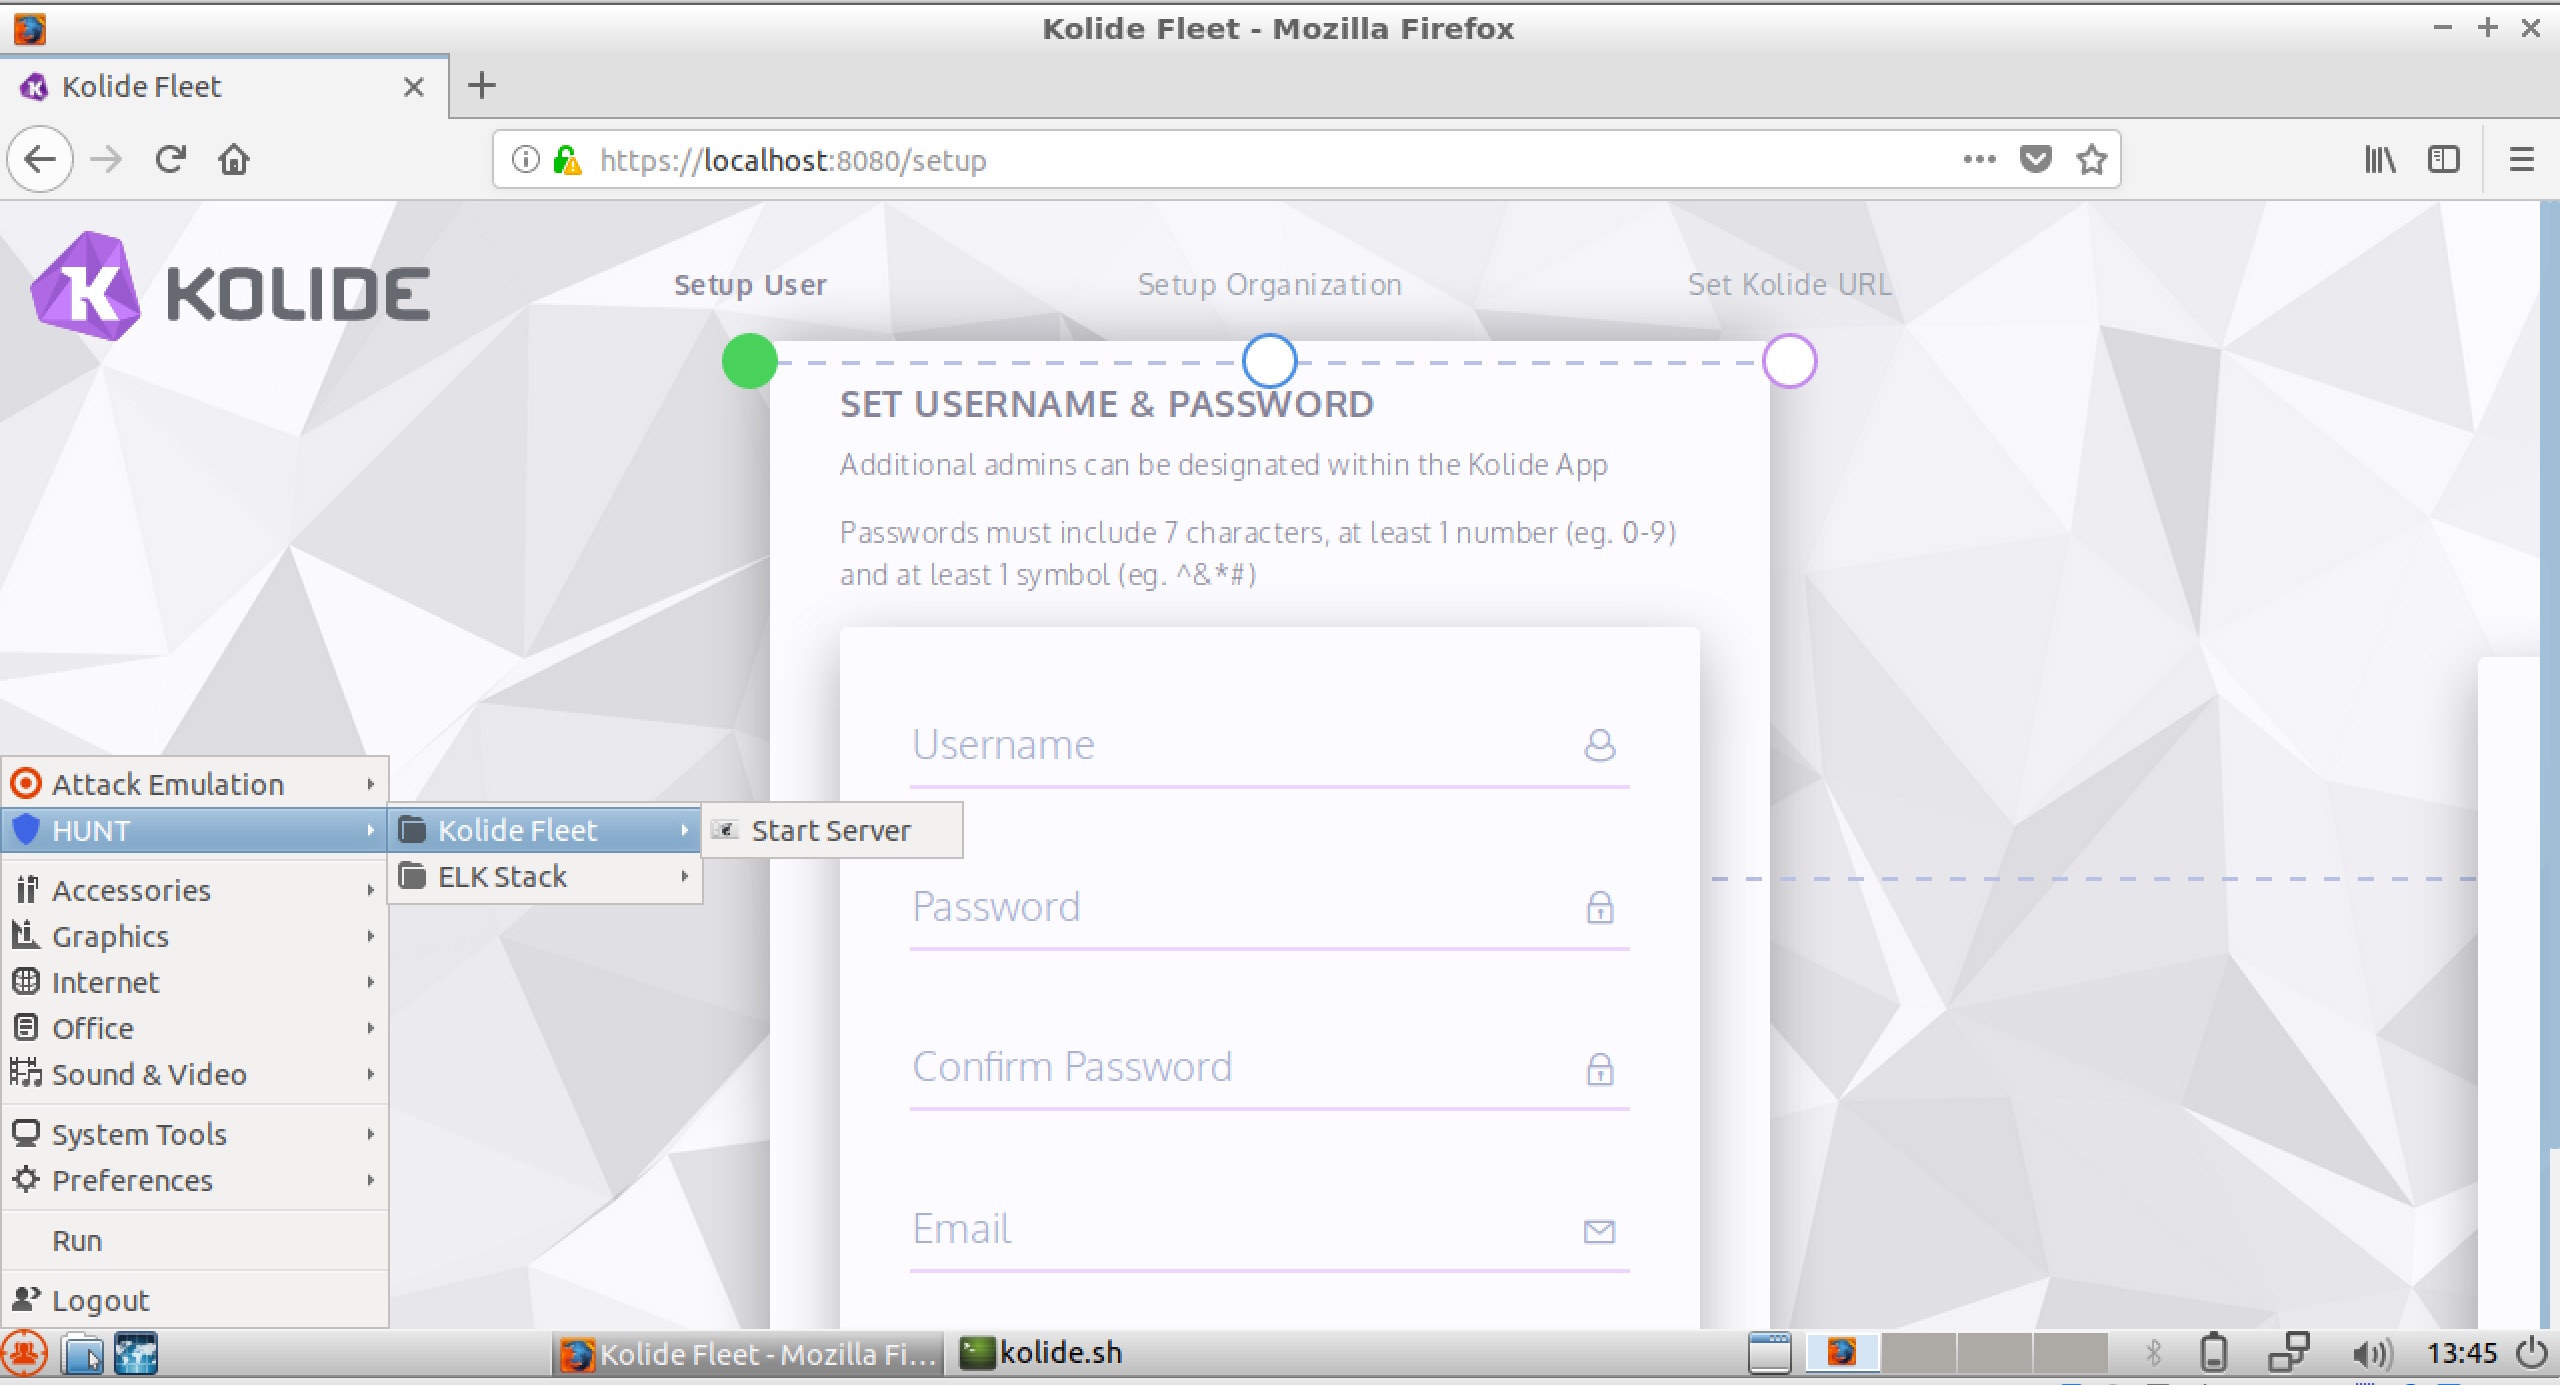 Kolide Fleet - Mozilla Firefox
Kolide Fleet
https://localhost:8080/setup
KOLIDE
Setup User
Setup Organization
Set Kolide URL
SET USERNAME & PASSWORD
Additional admins can be designated within the Kolide App
Passwords must include 7 characters, at least 1 number (eg. 0-9)
and at least 1 symbol (eg. ^&*#)
Username
Password
Confirm Password
Email
Attack Emulation
HUNT
Kolide Fleet
Start Server
ELK Stack
Accessories
Graphics
Internet
Office
Sound & Video
System Tools
Preferences
Run
Logout
Kolide Fleet - Mozilla Fi...
kolide.sh
13:45